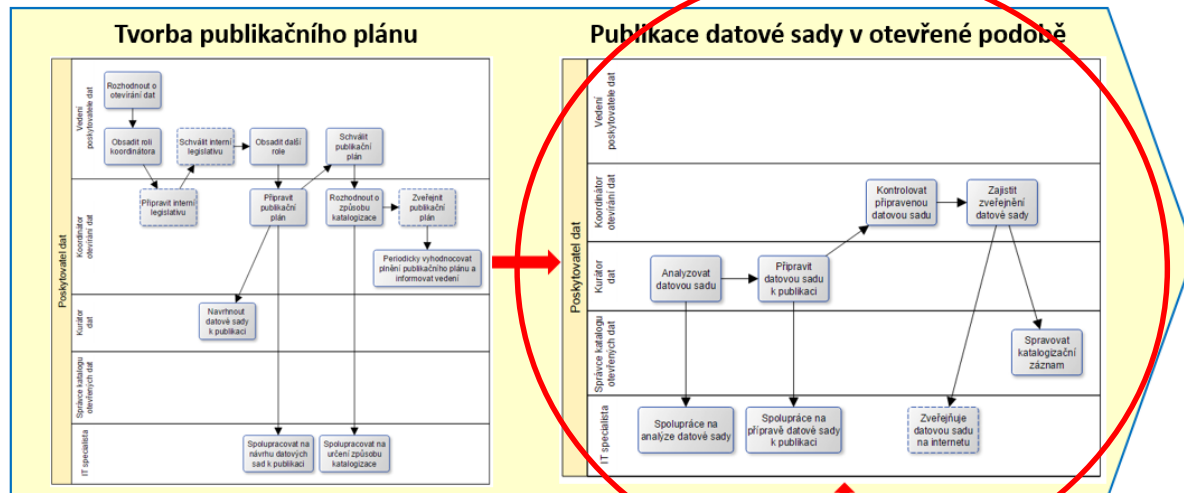 Tvorba publikačního plánu
Poskytovatel dat
Vedení
poskytovatele dat
Rozhodnout o
otevírání dat
Obsadit roli
koordinátora
Schválit interní
legislativu
Obsadit další
role
Schválit
publikační
plán
Koordinátor
otevírání dat
Připravit interní
legislativu
Připravit
publikační
plán
Rozhodnout o
způsobu
katalogizace
Zveřejnit
publikační
plán
Periodicky vyhodnocovat
plnění publikačního plánu a
informovat vedení
Kurátor
dat
Navrhnout
datové sady
k publikaci
Správce katalogu
otevřených dat
IT specialista
Spolupracovat na
návrhu datových
sad k publikaci
Spolupracovat na
určení způsobu
katalogizace
Publikace datové sady v otevřené podobě
Poskytovatel dat
Vedení
poskytovatele dat
Koordinátor
otevírání dat
Kontrolovat
připravenou
datovou sadu
Zajistit
zveřejnění
datové sady
Kurátor
dat
Analyzovat
datovou sadu
Připravit
datovou sadu
k publikaci
Správce katalogu
otevřených dat
Spravovat
katalogizační
záznam
IT specialista
Spolupráce na
analýze datové sady
Spolupráce na
přípravě datové sady
k publikaci
Zveřejňuje
datovou sadu
na internetu